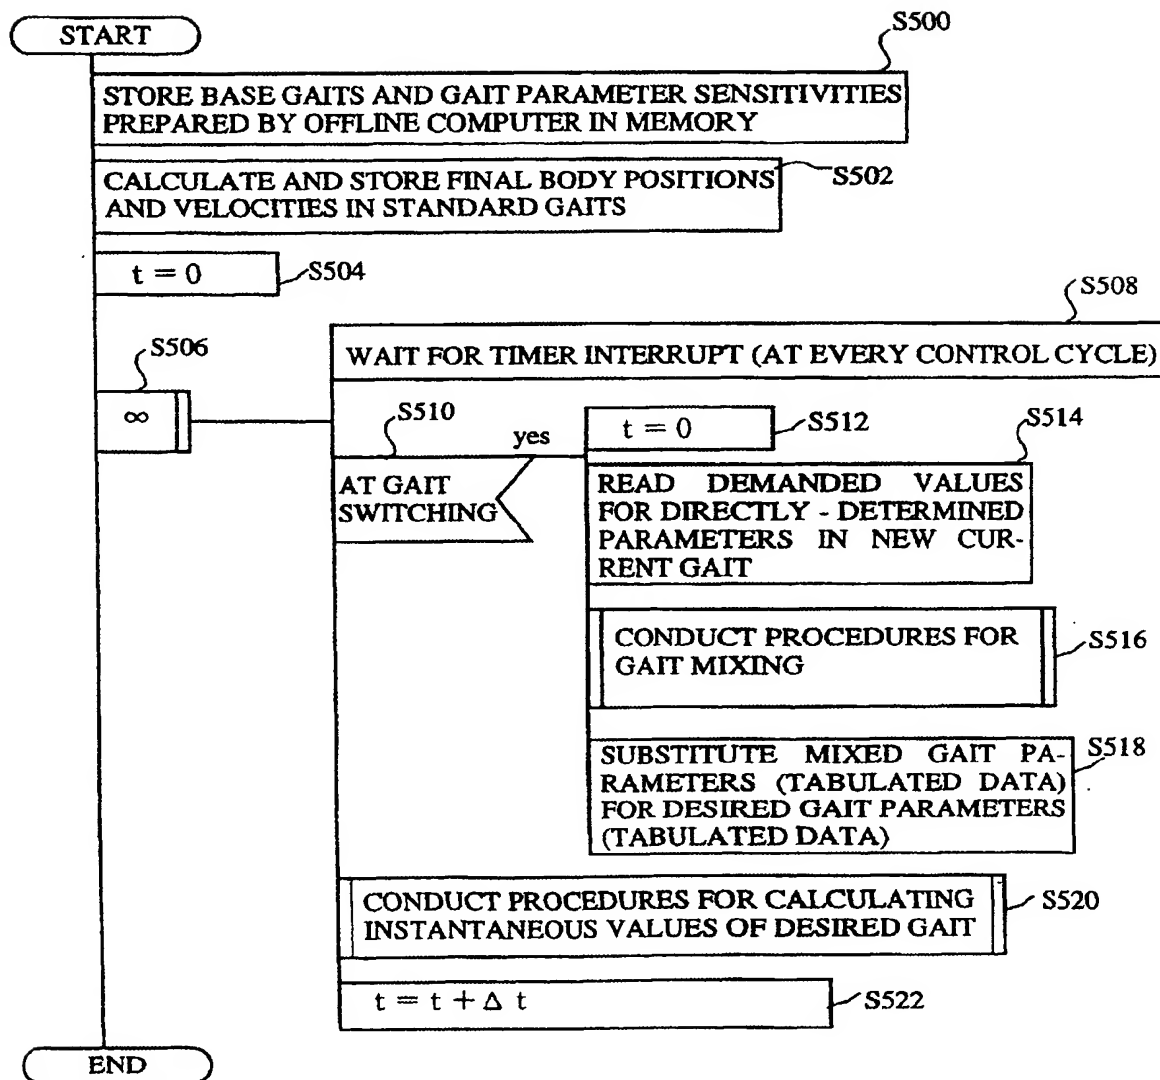 START
S500
STORE BASE GAITS AND GAIT PARAMETER SENSITIVITIES
PREPARED BY OFFLINE COMPUTER IN MEMORY
CALCULATE AND STORE FINAL BODY POSITIONS
AND VELOCITIES IN STANDARD GAITS
S502
t = 0
S504
S506
∞
S508
WAIT FOR TIMER INTERRUPT (AT EVERY CONTROL CYCLE)
S510
AT GAIT
SWITCHING
yes
t = 0
S512
S514
READ DEMANDED VALUES
FOR DIRECTLY - DETERMINED
PARAMETERS IN NEW CUR-
RENT GAIT
CONDUCT PROCEDURES FOR
GAIT MIXING
S516
SUBSTITUTE MIXED GAIT PA-
RAMETERS (TABULATED DATA)
FOR DESIRED GAIT PARAMETERS
(TABULATED DATA)
S518
CONDUCT PROCEDURES FOR CALCULATING
INSTANTANEOUS VALUES OF DESIRED GAIT
S520
t = t + Δ t
S522
END